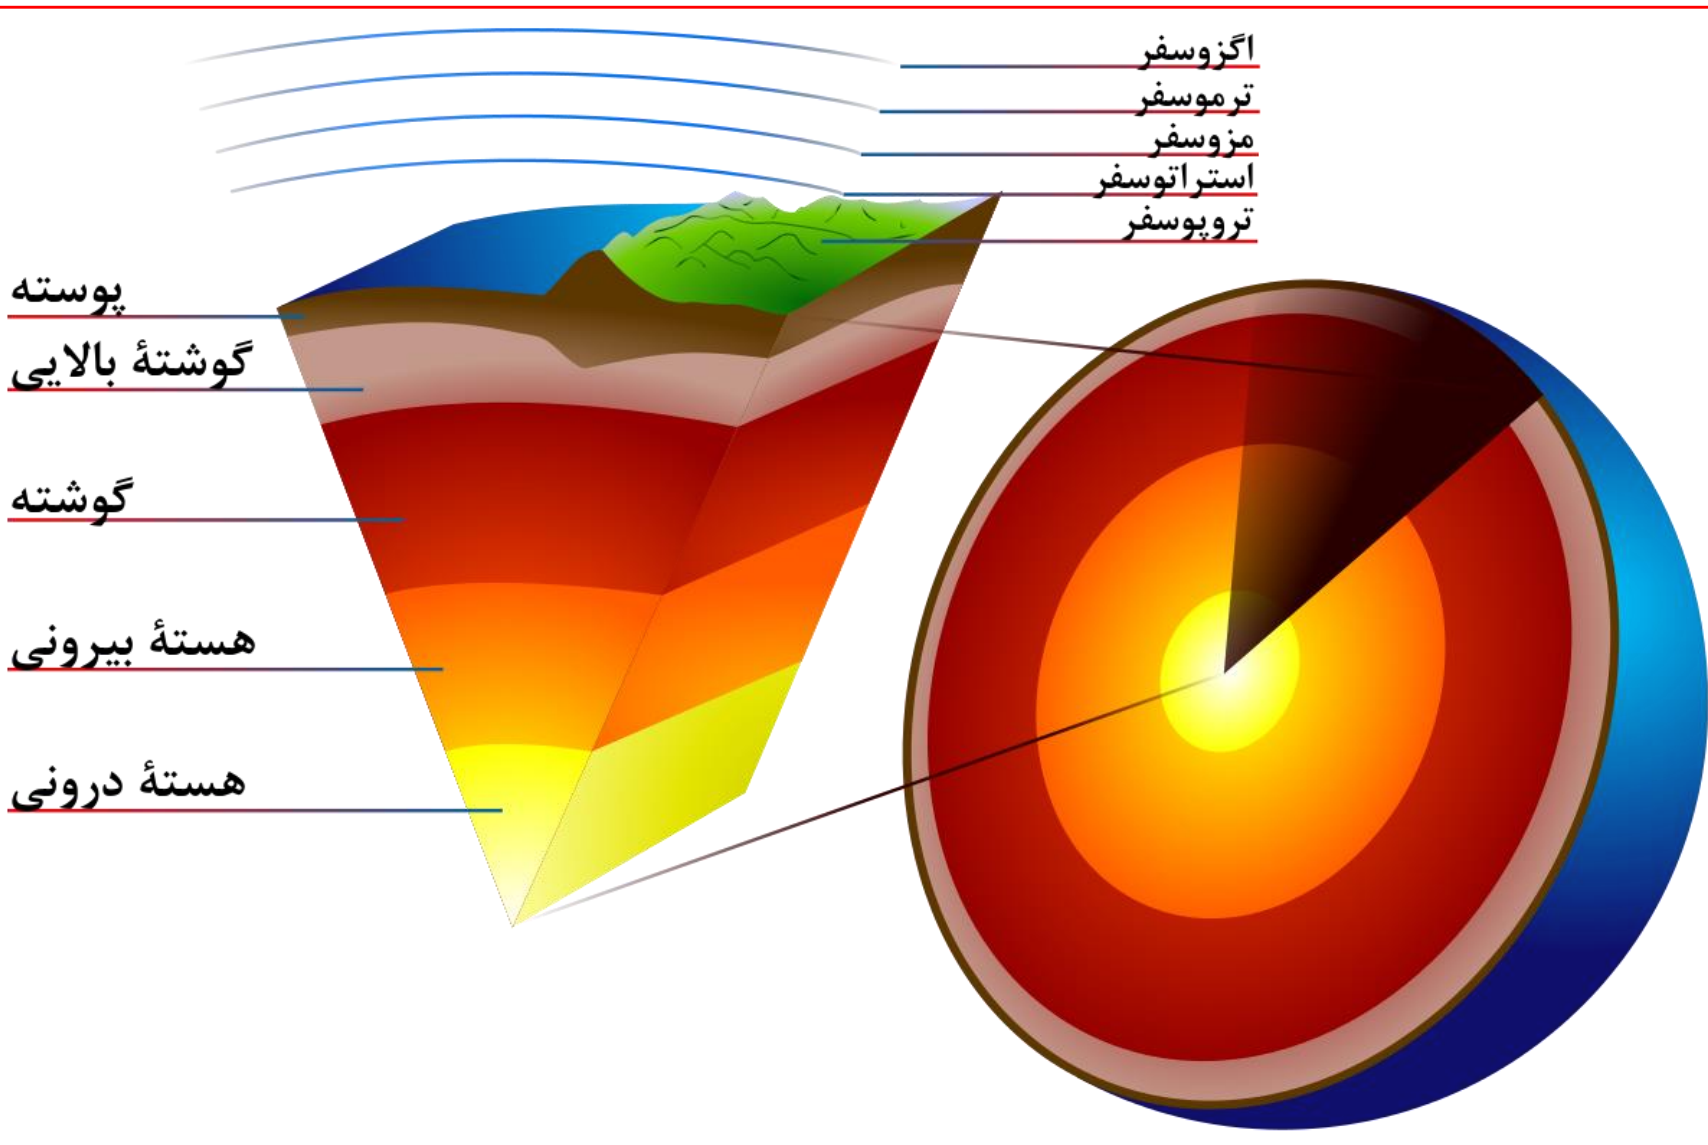 اگزوسفر
ترموسفر
مزوسفر
استراتوسفر
تروپوسفر
پوسته
گوشتهٔ بالایی
گوشته
هستهٔ بیرونی
هستهٔ درونی